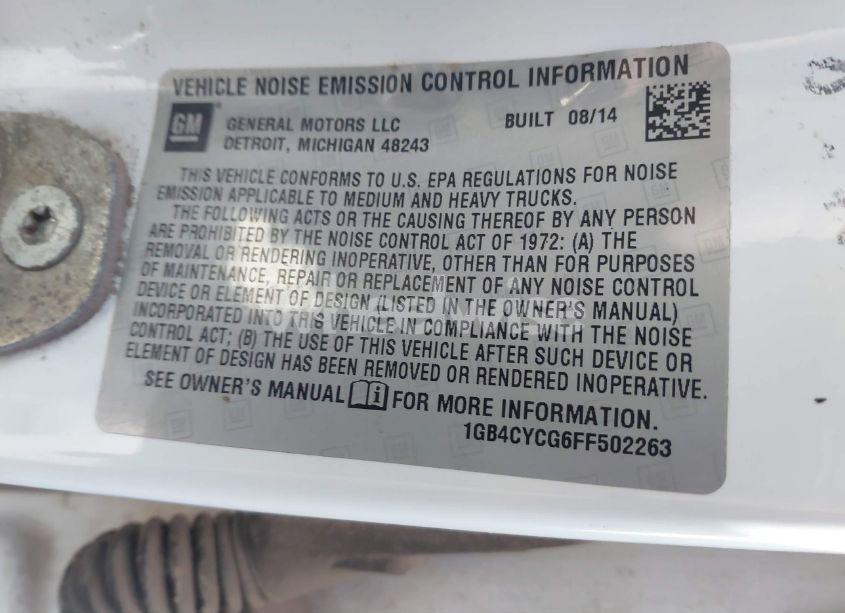 VEHICLE NOISE EMISSION CONTROL INFORMATION
GM®
GENERAL MOTORS LLC BUILT 08/14
DETROIT, MICHIGAN 48243
THIS VEHICLE CONFORMS TO U.S. EPA REGULATIONS FOR NOISE
EMISSION APPLICABLE TO MEDIUM AND HEAVY TRUCKS.
THE FOLLOWING ACTS OR THE CAUSING THEREOF BY ANY PERSON
ARE PROHIBITED BY THE NOISE CONTROL ACT OF 1972: (A) THE
REMOVAL OR RENDERING INOPERATIVE, OTHER THAN FOR PURPOSES
OF MAINTENANCE, REPAIR OR REPLACEMENT OF ANY NOISE CONTROL
DEVICE OR ELEMENT OF DESIGN (LISTED IN THE OWNER'S MANUAL)
INCORPORATED INTO THIS VEHICLE IN COMPLIANCE WITH THE NOISE
CONTROL ACT; (B) THE USE OF THIS VEHICLE AFTER SUCH DEVICE OR
ELEMENT OF DESIGN HAS BEEN REMOVED OR RENDERED INOPERATIVE.
SEE OWNER'S MANUAL FOR MORE INFORMATION.
1GB4CYCG6FF502263